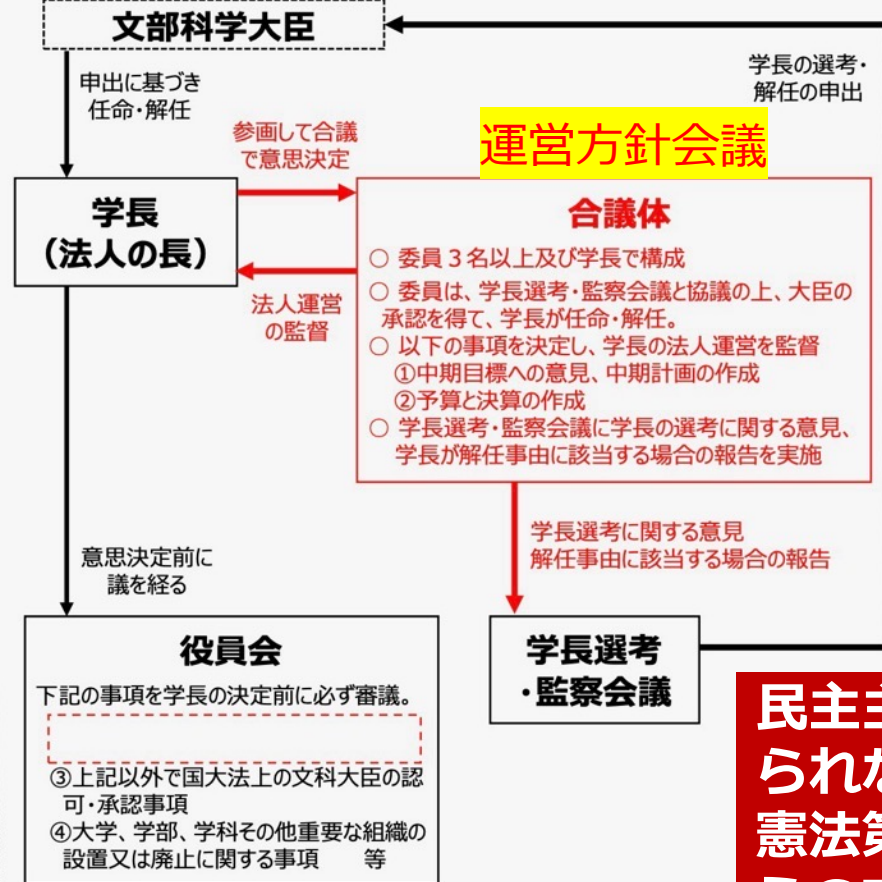 文部科学大臣
学長の選考・
解任の申出
申出に基づき
任命・解任
参画して合議
で意思決定
運営方針会議
学長
（法人の長）
合議体
○ 委員３名以上及び学長で構成
○ 委員は、学長選考・監察会議と協議の上、大臣の
承認を得て、学長が任命・解任。
○ 以下の事項を決定し、学長の法人運営を監督
①中期目標への意見、中期計画の作成
②予算と決算の作成
○ 学長選考・監察会議に学長の選考に関する意見、
学長が解任事由に該当する場合の報告を実施
法人運営
の監督
学長選考に関する意見
解任事由に該当する場合の報告
意思決定前に
議を経る
役員会
下記の事項を学長の決定前に必ず審議。
③上記以外で国大法上の文科大臣の認
可・承認事項
④大学、学部、学科その他重要な組織の
設置又は廃止に関する事項　　等
学長選考
・監察会議
民主主
られな
憲法第